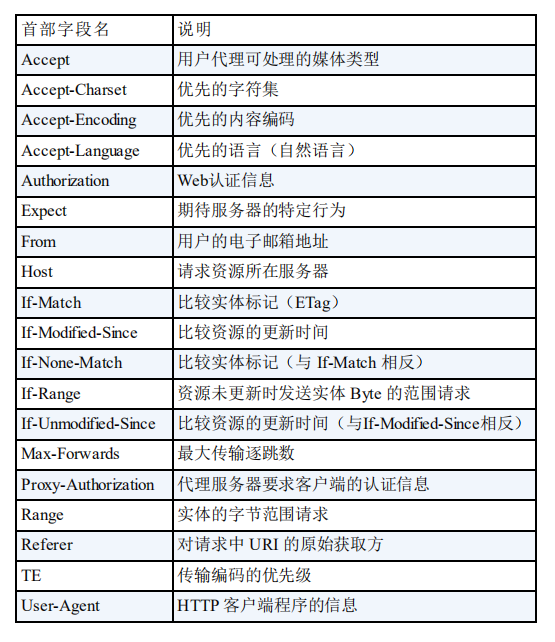 首部字段名 说明
Accept 用户代理可处理的媒体类型
Accept-Charset 优先的字符集
Accept-Encoding 优先的内容编码
Accept-Language 优先的语言（自然语言）
Authorization Web认证信息
Expect 期待服务器的特定行为
From 用户的电子邮箱地址
Host 请求资源所在服务器
If-Match 比较实体标记（ETag）
If-Modified-Since 比较资源的更新时间
If-None-Match 比较实体标记（与 If-Match 相反）
If-Range 资源未更新时发送实体 Byte 的范围请求
If-Unmodified-Since 比较资源的更新时间（与If-Modified-Since相反）
Max-Forwards 最大传输逐跳数
Proxy-Authorization 代理服务器要求客户端的认证信息
Range 实体的字节范围请求
Referer 对请求中 URI 的原始获取方
TE 传输编码的优先级
User-Agent HTTP 客户端程序的信息